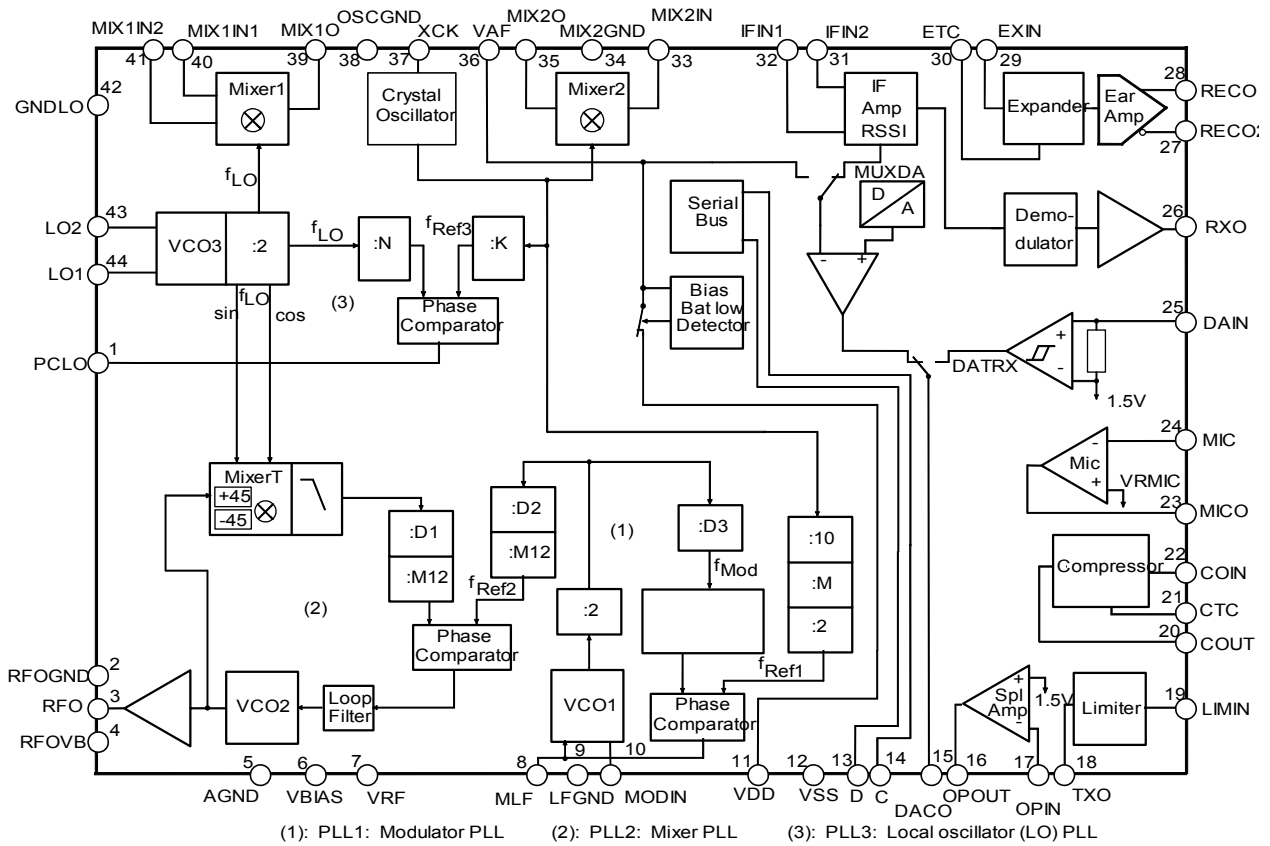 MIX1IN2
MIX1IN1
MIX1O
OSCGND
XCK
VAF
MIX2O
MIX2GND
MIX2IN
IFIN1
IFIN2
ETC
EXIN
41
40
39
38
37
36
35
34
33
32
31
30
29
42
GNDLO
Mixer1
Crystal
Oscillator
Mixer2
IF
Amp
RSSI
Expander
Ear
Amp
28
RECO
RECO2
27
fLO
MUXDA
D
A
43
LO2
VCO3
:2
fLO
:N
fRef3
:K
Serial
Bus
Demo-
dulator
26
RXO
LO1
44
- +
sin
fLO
cos
(3)
Phase
Comparator
Bias
Bat low
Detector
25
DAIN
+
-
1
PCLO
DATRX
1.5V
24
MIC
-
Mic
+
VRMIC
23
MICO
MixerT
+45
-45
:D1
:M12
:D2
:M12
(1)
:D3
:10
:M
:2
fMod
fRef2
Compressor
22
COIN
21
CTC
20
COUT
(2)
:2
Phase
Comparator
fRef1
2
RFOGND
3
RFO
4
RFOVB
VCO2
Loop
Filter
VCO1
Phase
Comparator
+
Spl
Amp
-
1.5V
Limiter
19
LIMIN
5
6
7
8
9
10
11
12
13
14
15
16
17
18
AGND
VBIAS
VRF
MLF
LFGND
MODIN
VDD
VSS
D
C
DACO
OPOUT
OPIN
TXO
(1): PLL1: Modulator PLL
(2): PLL2: Mixer PLL
(3): PLL3: Local oscillator (LO) PLL